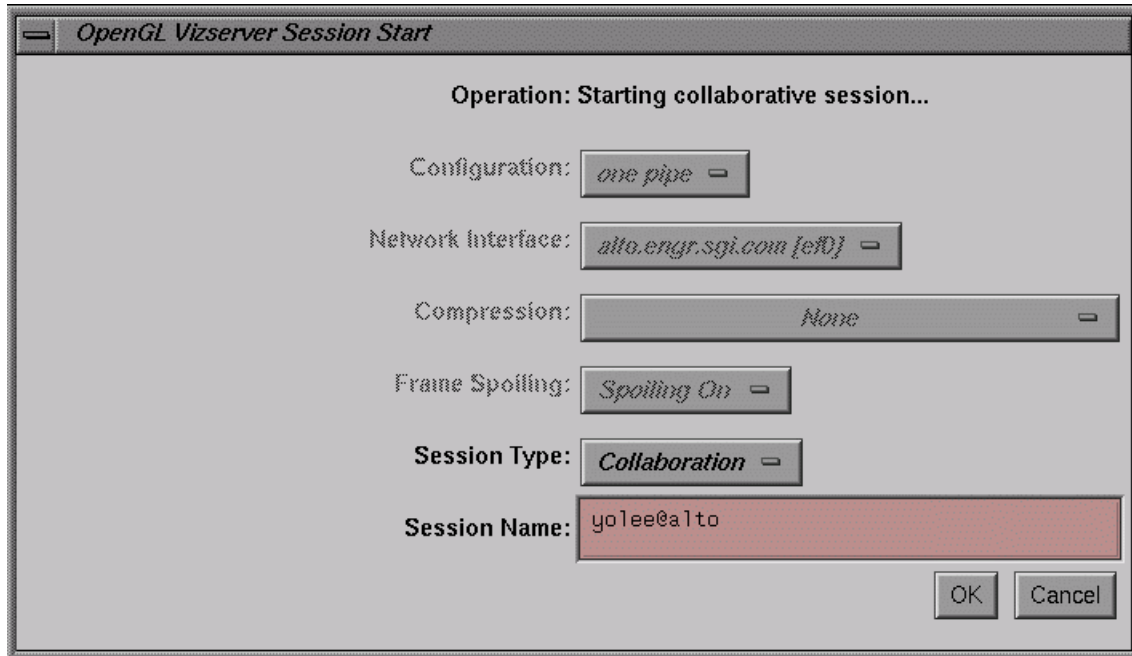 OpenGL Vizserver Session Start
Operation: Starting collaborative session...
Configuration: one pipe
Network Interface: alto.engr.sgi.com [ef0]
Compression: None
Frame Spoiling: Spoiling On
Session Type: Collaboration
Session Name: yolee@alto
OK Cancel